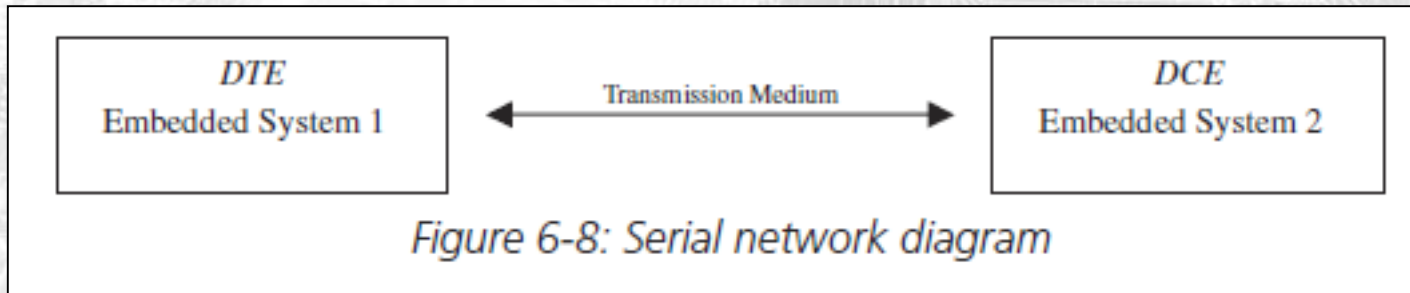 DTE
Embedded System 1
Transmission Medium
DCE
Embedded System 2
Figure 6-8: Serial network diagram